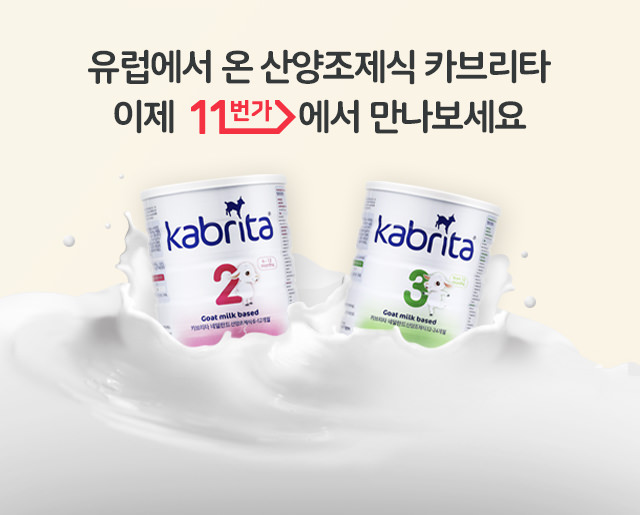 유럽에서 온 산양조제식 카브리타
이제 11번가에서 만나보세요
kabrita
2
Goat milk based
kabrita
3
Goat milk based